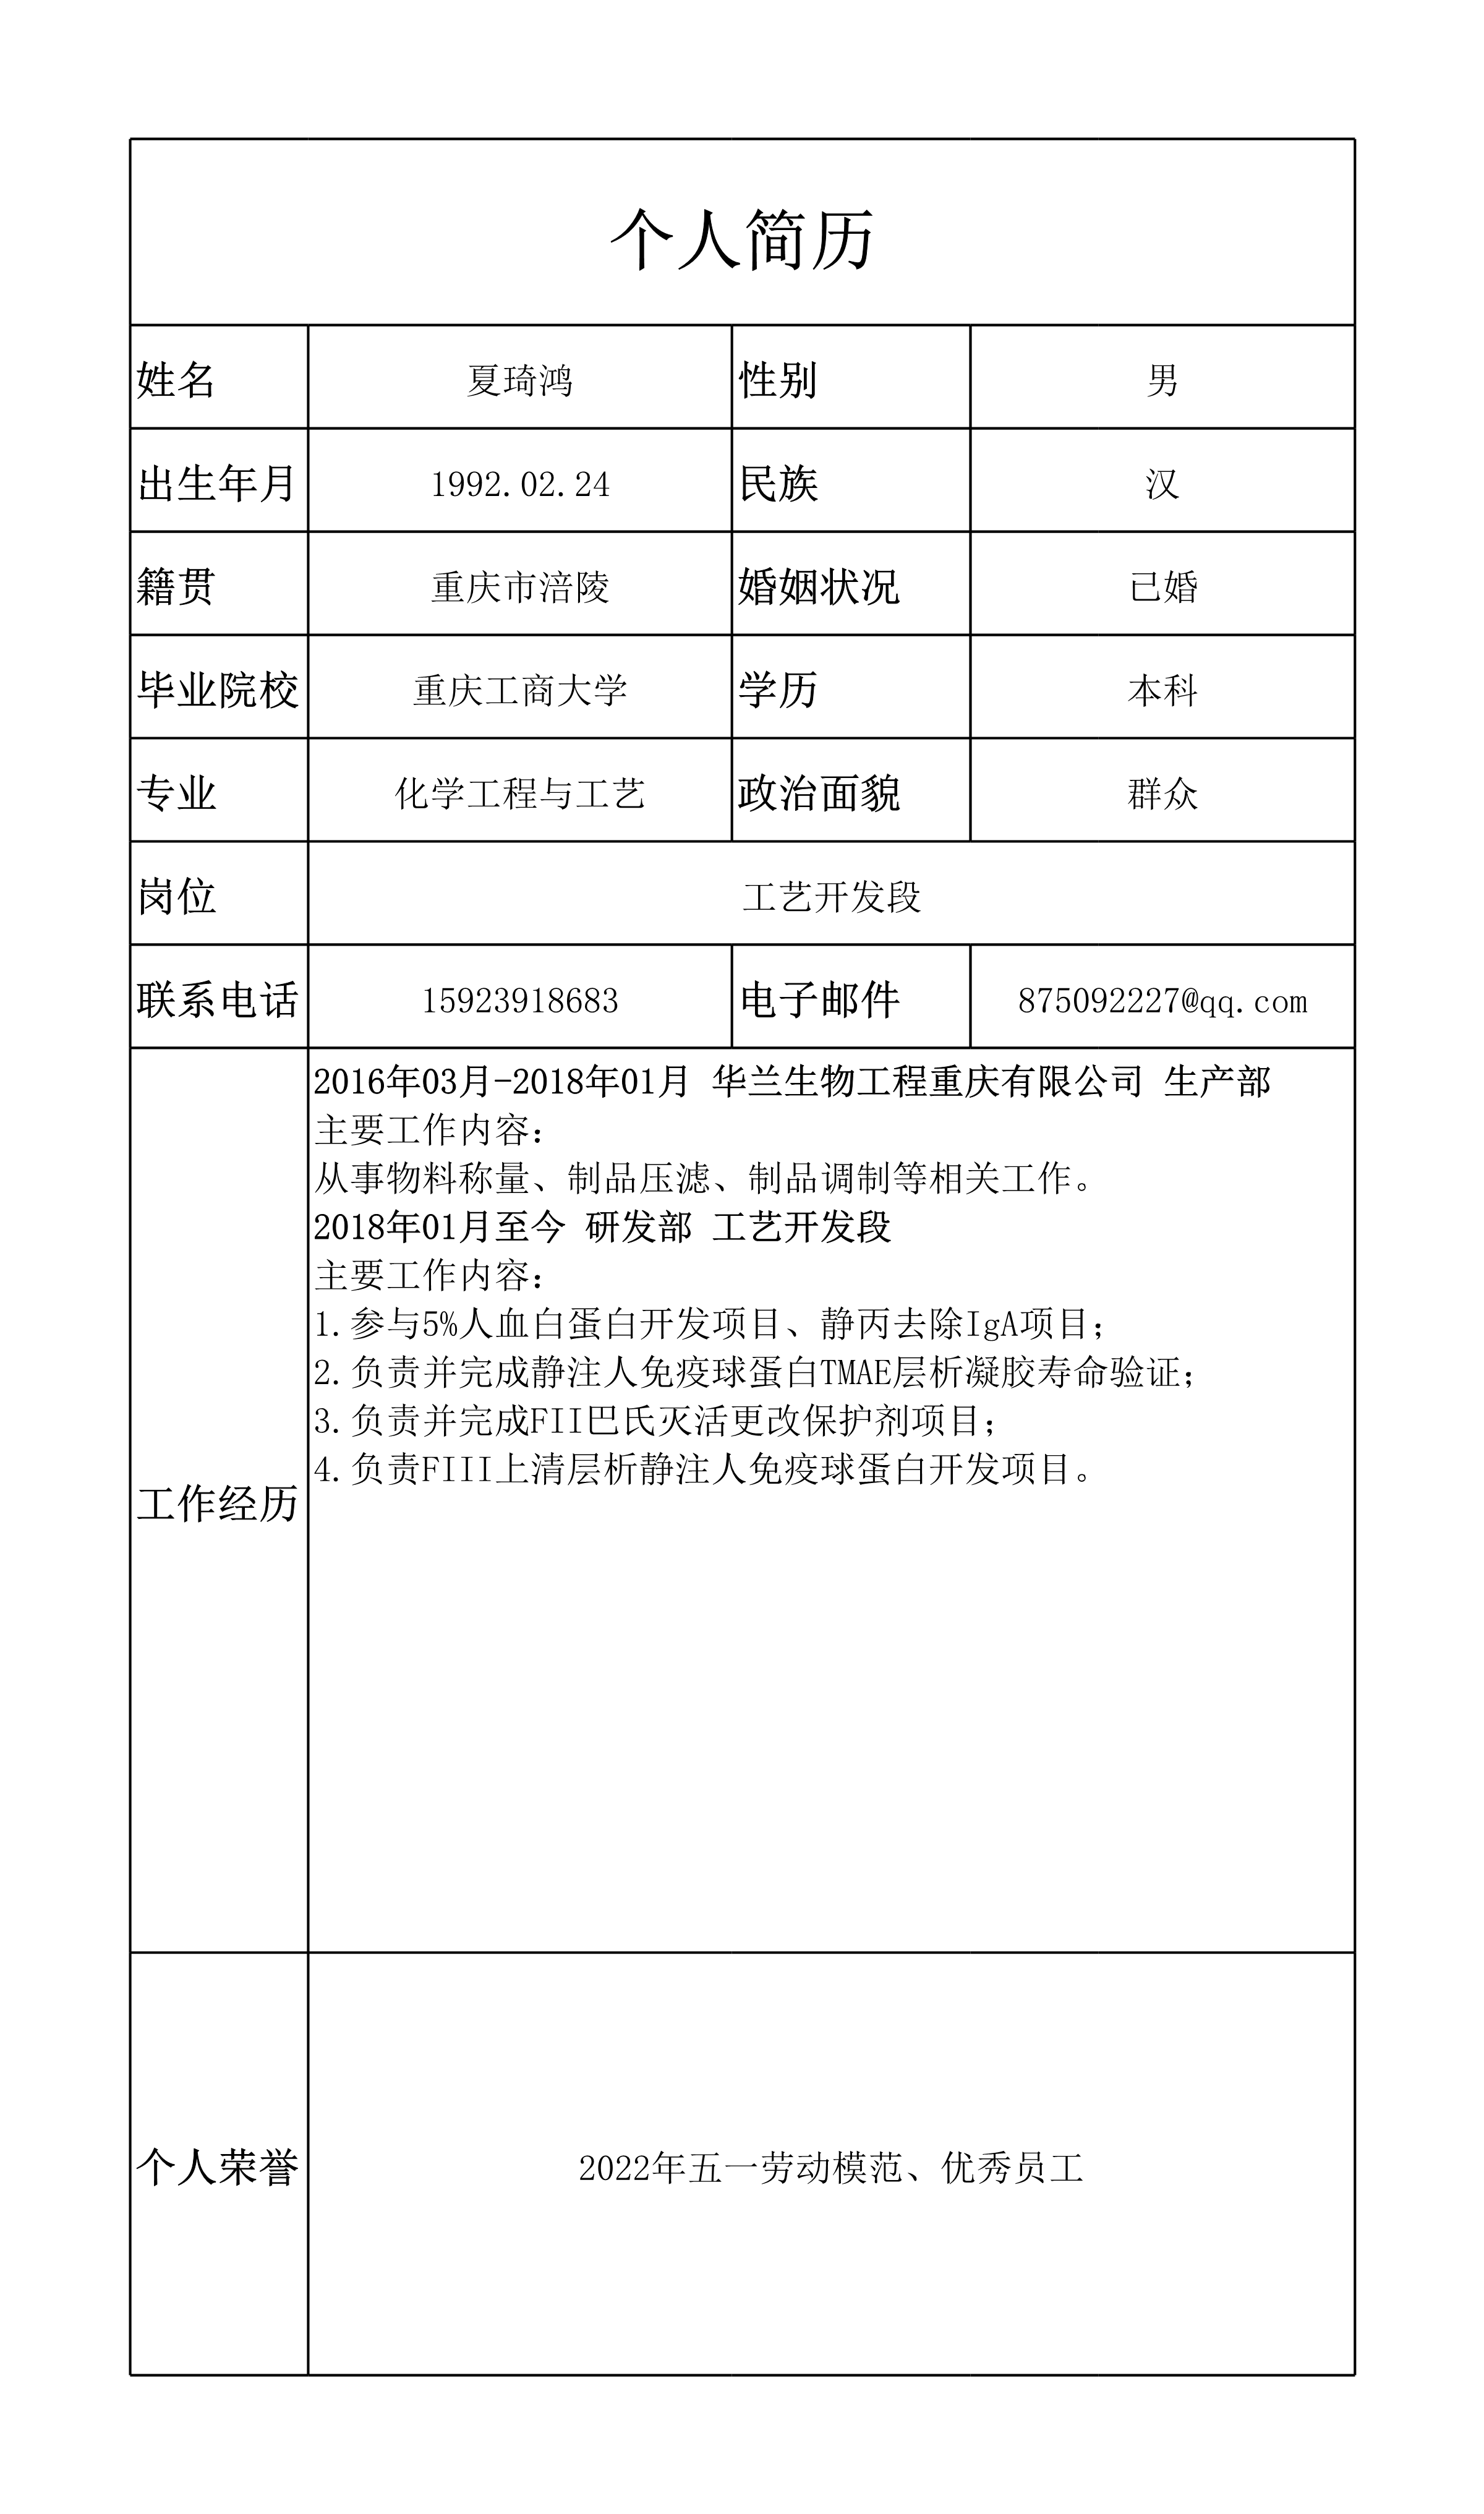 个人简历
姓名 夏琦鸿 性别 男
出生年月 1992.02.24 民族 汉
籍贯 重庆市涪陵 婚姻状况 已婚
毕业院校 重庆工商大学 学历 本科
专业 化学工程与工艺 政治面貌 群众
岗位 工艺开发段
联系电话 15923918683 电子邮件 875092227@qq.com
工作经历
2016年03月-2018年01月 华兰生物工程重庆有限公司 生产部
主要工作内容：
从事物料称量、制品压滤、制品调制等相关工作。
2018年01月至今 研发部 工艺开发段
主要工作内容：
1.参与5%人血白蛋白开发项目、静丙去除IgA项目；
2.负责并完成静注人免疫球蛋白TMAE层析凝胶寿命验证；
3.负责并完成FII巴氏灭活更改保护剂项目；
4.负责FIII上清层析静注人免疫球蛋白开发项目。
个人荣誉 2022年五一劳动模范、优秀员工